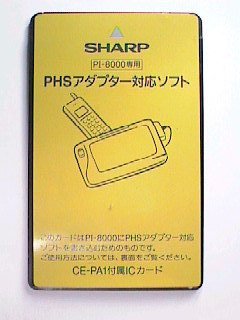 SHARP
PI-8000専用
PHSアダプター対応ソフト
このカードはPI-8000にPHSアダプター対応
ソフトを書き込むためのものです。
ご使用方法については、裏面をご覧ください。
CE-PA1付属ICカード